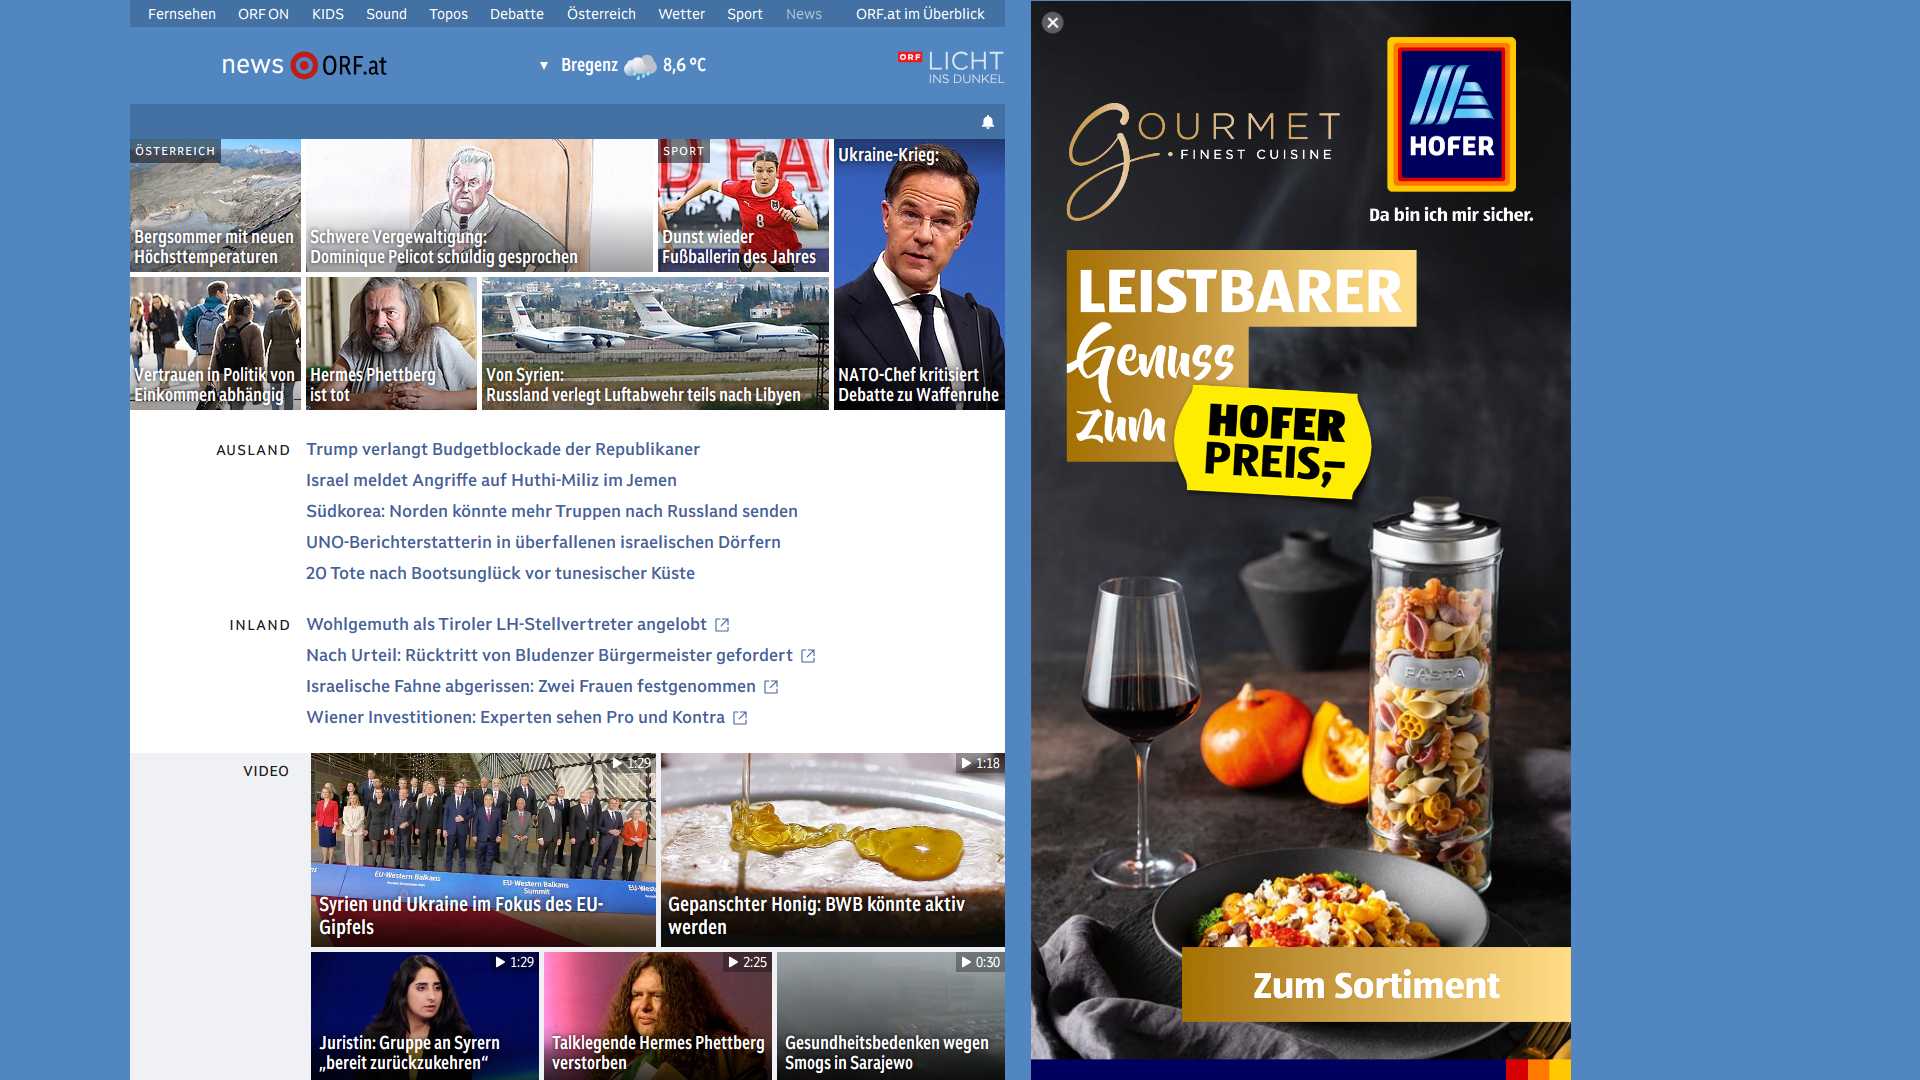 Fernsehen ORF ON KIDS Sound Topos Debatte Österreich Wetter Sport News ORF.at im Überblick
news ORF.at
Bregenz 8,6 °C
ORF LICHT
INS DUNKEL
ÖSTERREICH
Bergsommer mit neuen
Höchsttemperaturen
Schwere Vergewaltigung:
Dominique Pelicot schuldig gesprochen
SPORT
Dunst wieder
Fußballerin des Jahres
Ukraine-Krieg:
NATO-Chef kritisiert
Debatte zu Waffenruhe
Vertrauen in Politik von
Einkommen abhängig
Hermes Phettberg
ist tot
Von Syrien:
Russland verlegt Luftabwehr teils nach Libyen
AUSLAND
Trump verlangt Budgetblockade der Republikaner
Israel meldet Angriffe auf Huthi-Miliz im Jemen
Südkorea: Norden könnte mehr Truppen nach Russland senden
UNO-Berichterstatterin in überfallenen israelischen Dörfern
20 Tote nach Bootsunglück vor tunesischer Küste
INLAND
Wohlgemuth als Tiroler LH-Stellvertreter angelobt
Nach Urteil: Rücktritt von Bludenzer Bürgermeister gefordert
Israelische Fahne abgerissen: Zwei Frauen festgenommen
Wiener Investitionen: Experten sehen Pro und Kontra
VIDEO
1:29
EU-Western Balkans
EU-Western Balkans
Summit
Syrien und Ukraine im Fokus des EU-
Gipfels
1:18
Gepanschter Honig: BWB könnte aktiv
werden
1:29
Juristin: Gruppe an Syrern
„bereit zurückzukehren“
2:25
Talklegende Hermes Phettberg
verstorben
0:30
Gesundheitsbedenken wegen
Smogs in Sarajewo
GOURMET
FINEST CUISINE
HOFER
Da bin ich mir sicher.
LEISTBARER
Genuss
zum
HOFER
PREIS,-
PASTA
Zum Sortiment